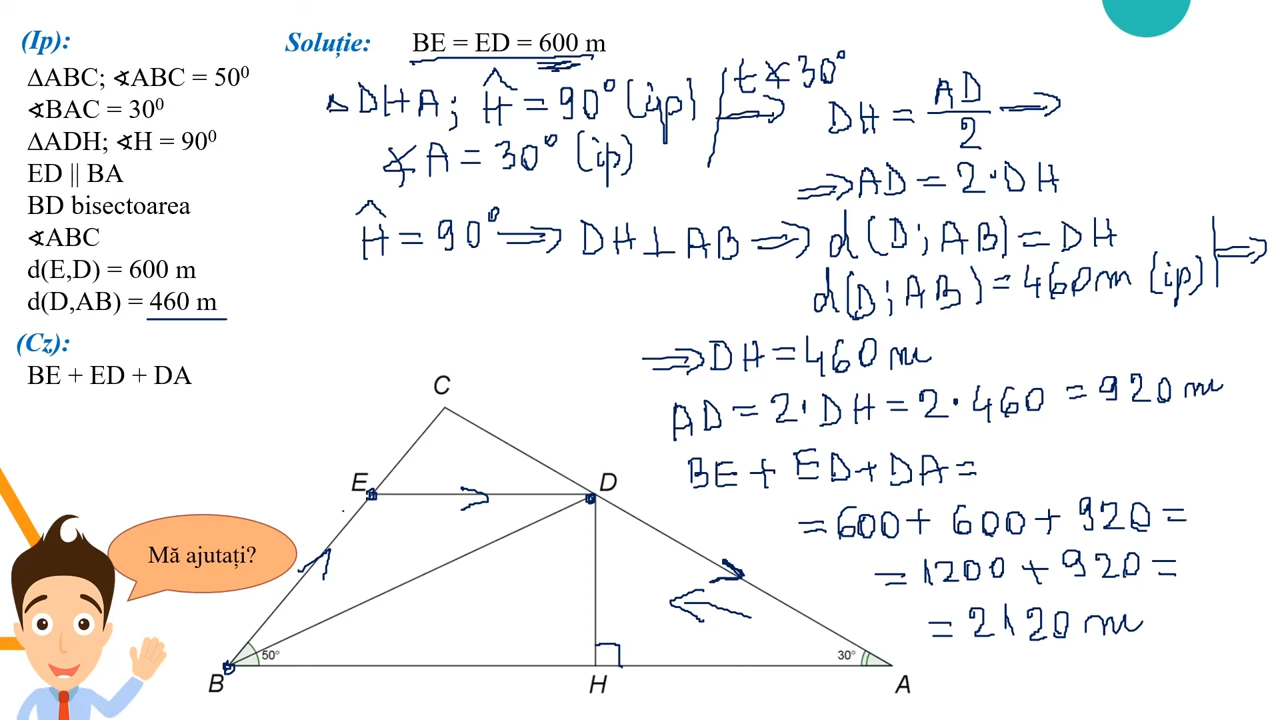 (Ip):
ΔABC; ∢ABC = 50⁰
∢BAC = 30⁰
ΔADH; ∢H = 90⁰
ED || BA
BD bisectoarea
∢ABC
d(E,D) = 600 m
d(D,AB) = 460 m
(Cz):
BE + ED + DA
Soluție: BE = ED = 600 m
ΔDHA; Ĥ = 90° (ip)
∢A = 30° (ip)
t∢30°
⟹ DH = AD/2 ⟹
⟹ AD = 2·DH
Ĥ = 90° ⟹ DH⊥AB ⟹ d(D;AB) = DH
d(D;AB) = 460m (ip) ⟹
⟹ DH = 460 m
AD = 2·DH = 2·460 = 920 m
BE + ED + DA =
= 600 + 600 + 920 =
= 1200 + 920 =
= 2120 m
C
E
D
50°
30°
B
H
A
Mă ajutați?